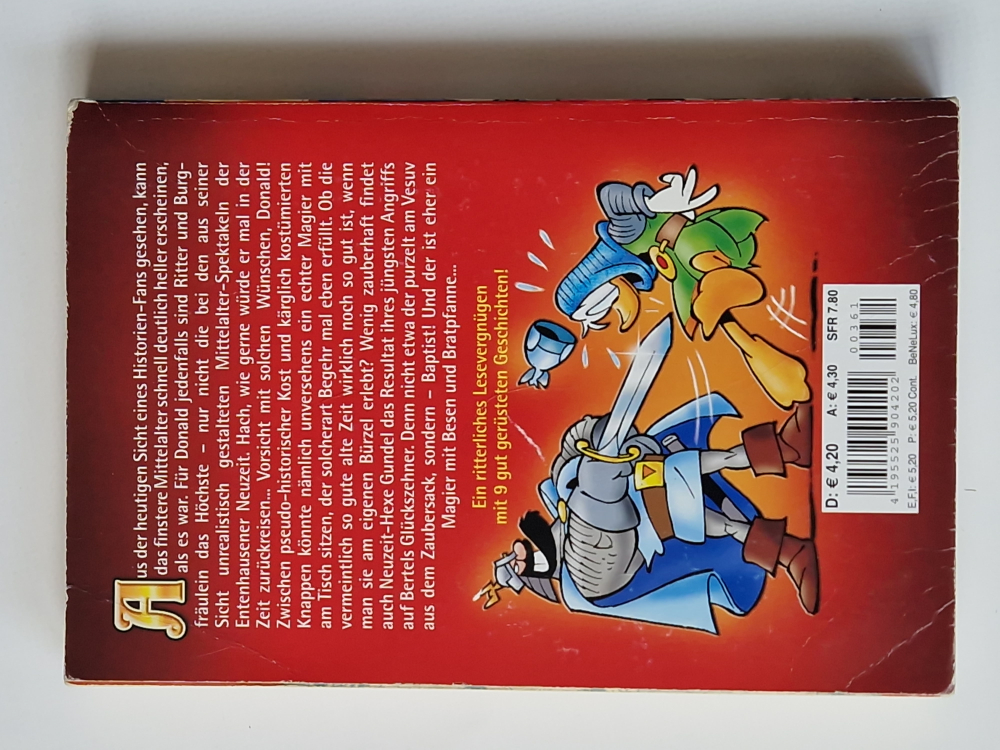 Aus der heutigen Sicht eines Historien-Fans gesehen, kann
das finstere Mittelalter schnell deutlich heller erscheinen,
als es war. Für Donald jedenfalls sind Ritter und Burg-
fräulein das Höchste – nur nicht die bei den aus seiner
Sicht unrealistisch gestalteten Mittelalter-Spektakeln der
Entenhausener Neuzeit. Hach, wie gerne würde er mal in der
Zeit zurückreisen... Vorsicht mit solchen Wünschen, Donald!
Zwischen pseudo-historischer Kost und kärglich kostümierten
Knappen könnte nämlich unversehens ein echter Magier mit
am Tisch sitzen, der solcherart Begehr mal eben erfüllt. Ob die
vermeintlich so gute alte Zeit wirklich noch so gut ist, wenn
man sie am eigenen Bürzel erlebt? Wenig zauberhaft findet
auch Neuzeit-Hexe Gundel das Resultat ihres jüngsten Angriffs
auf Bertels Glückszehner. Denn nicht etwa der purzelt am Vesuv
aus dem Zaubersack, sondern – Baptist! Und der ist eher ein
Magier mit Besen und Bratpfanne...
Ein ritterliches Lesevergnügen
mit 9 gut gerüsteten Geschichten!
D: € 4,20 A: € 4.30 SFR 7.80
4 195525 904202 00361
E,F,I: € 5,20 P: € 5,20 Cont. BeNeLux: € 4.80